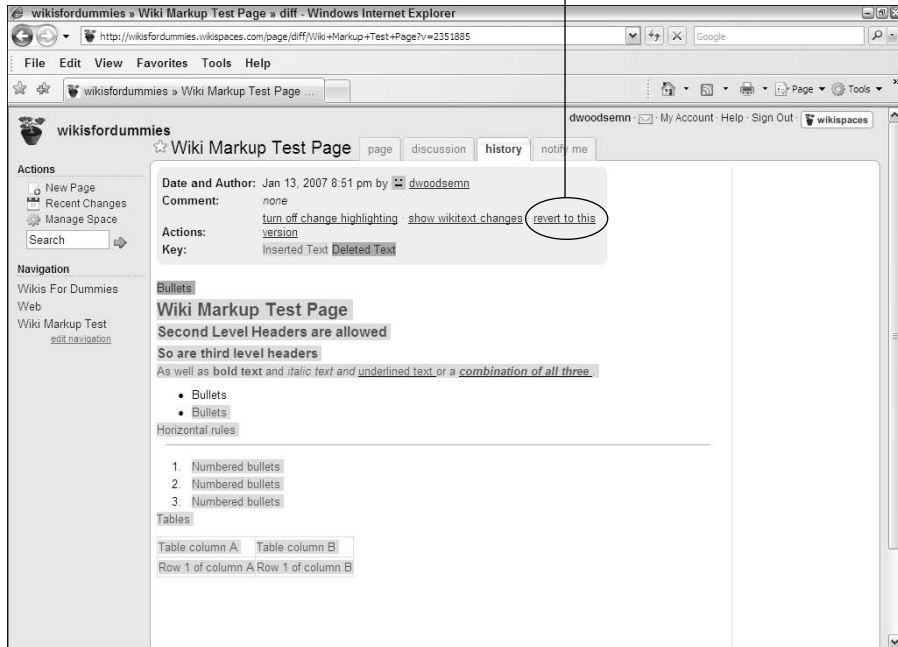 wikisfordummies » Wiki Markup Test Page » diff - Windows Internet Explorer
http://wikisfordummies.wikispaces.com/page/diff/Wiki+Markup+Test+Page?v=2351885
Google
File Edit View Favorites Tools Help
wikisfordummies » Wiki Markup Test Page ...
Page Tools »
wikisfordummies
dwoodsemn · My Account · Help · Sign Out · wikispaces
Wiki Markup Test Page page discussion history notify me
Actions
New Page
Recent Changes
Manage Space
Search
Navigation
Wikis For Dummies
Web
Wiki Markup Test
edit navigation
Date and Author: Jan 13, 2007 8:51 pm by dwoodsemn
Comment: none
turn off change highlighting · show wikitext changes · revert to this
Actions: version
Key: Inserted Text Deleted Text
Bullets
Wiki Markup Test Page
Second Level Headers are allowed
So are third level headers
As well as bold text and italic text and underlined text or a combination of all three .
• Bullets
• Bullets
Horizontal rules
1. Numbered bullets
2. Numbered bullets
3. Numbered bullets
Tables
Table column A Table column B
Row 1 of column A Row 1 of column B